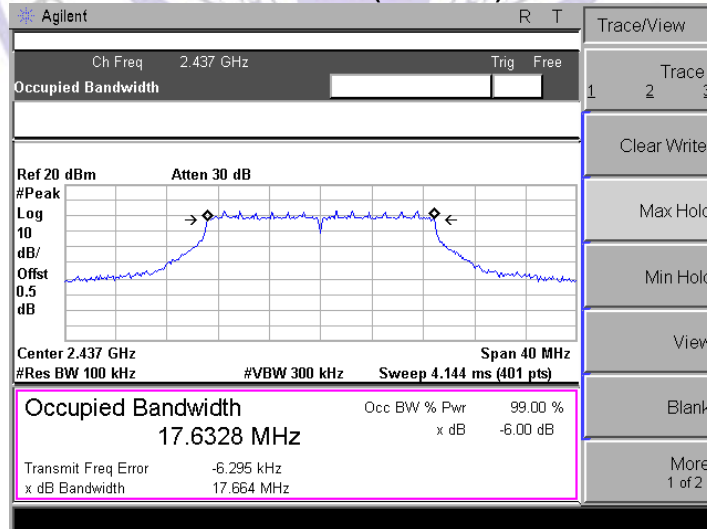 Agilent R T
Trace/View
Ch Freq 2.437 GHz Trig Free
Occupied Bandwidth
Trace
1 2 3
Clear Write
Ref 20 dBm Atten 30 dB
#Peak
Log
10
dB/
Offst
0.5
dB
Max Hold
Min Hold
View
Blank
More
1 of 2
Center 2.437 GHz Span 40 MHz
#Res BW 100 kHz #VBW 300 kHz Sweep 4.144 ms (401 pts)
Occupied Bandwidth Occ BW % Pwr 99.00 %
17.6328 MHz x dB -6.00 dB
Transmit Freq Error -6.295 kHz
x dB Bandwidth 17.664 MHz